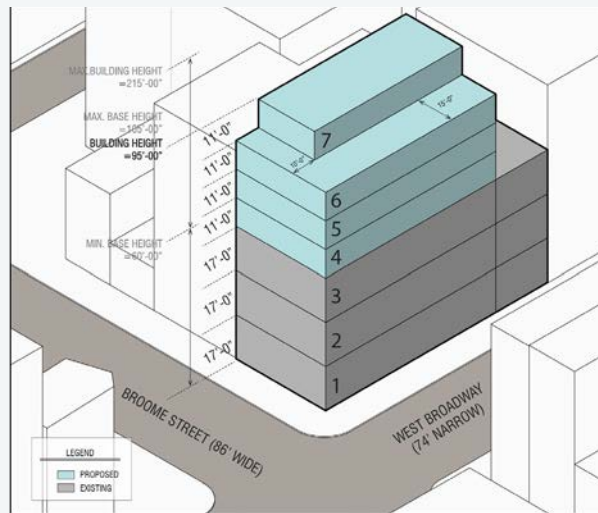 MAX.BUILDING HEIGHT
=215'-00"
MAX. BASE HEIGHT
=105'-00"
BUILDING HEIGHT
=95'-00"
MIN. BASE HEIGHT
=60'-00"
11'-0"
11'-0"
11'-0"
11'-0"
17'-0"
17'-0"
17'-0"
15'-0"
15'-0"
7
6
5
4
3
2
1
BROOME STREET (86' WIDE)
WEST BROADWAY
(74' NARROW)
LEGEND
PROPOSED
EXISTING